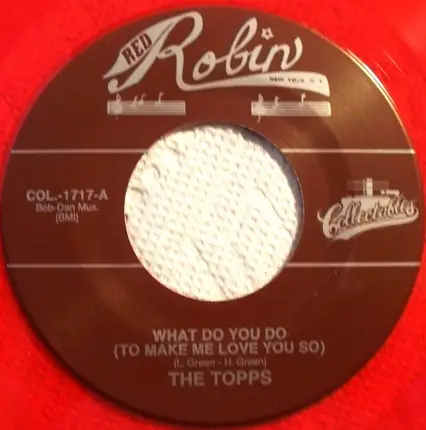 RED
Robin
NEW YORK N.Y.
COL.-1717-A
Bob-Dan Mus.
(BMI)
Collectables
WHAT DO YOU DO
(TO MAKE ME LOVE YOU SO)
(L. Green - H. Green)
THE TOPPS